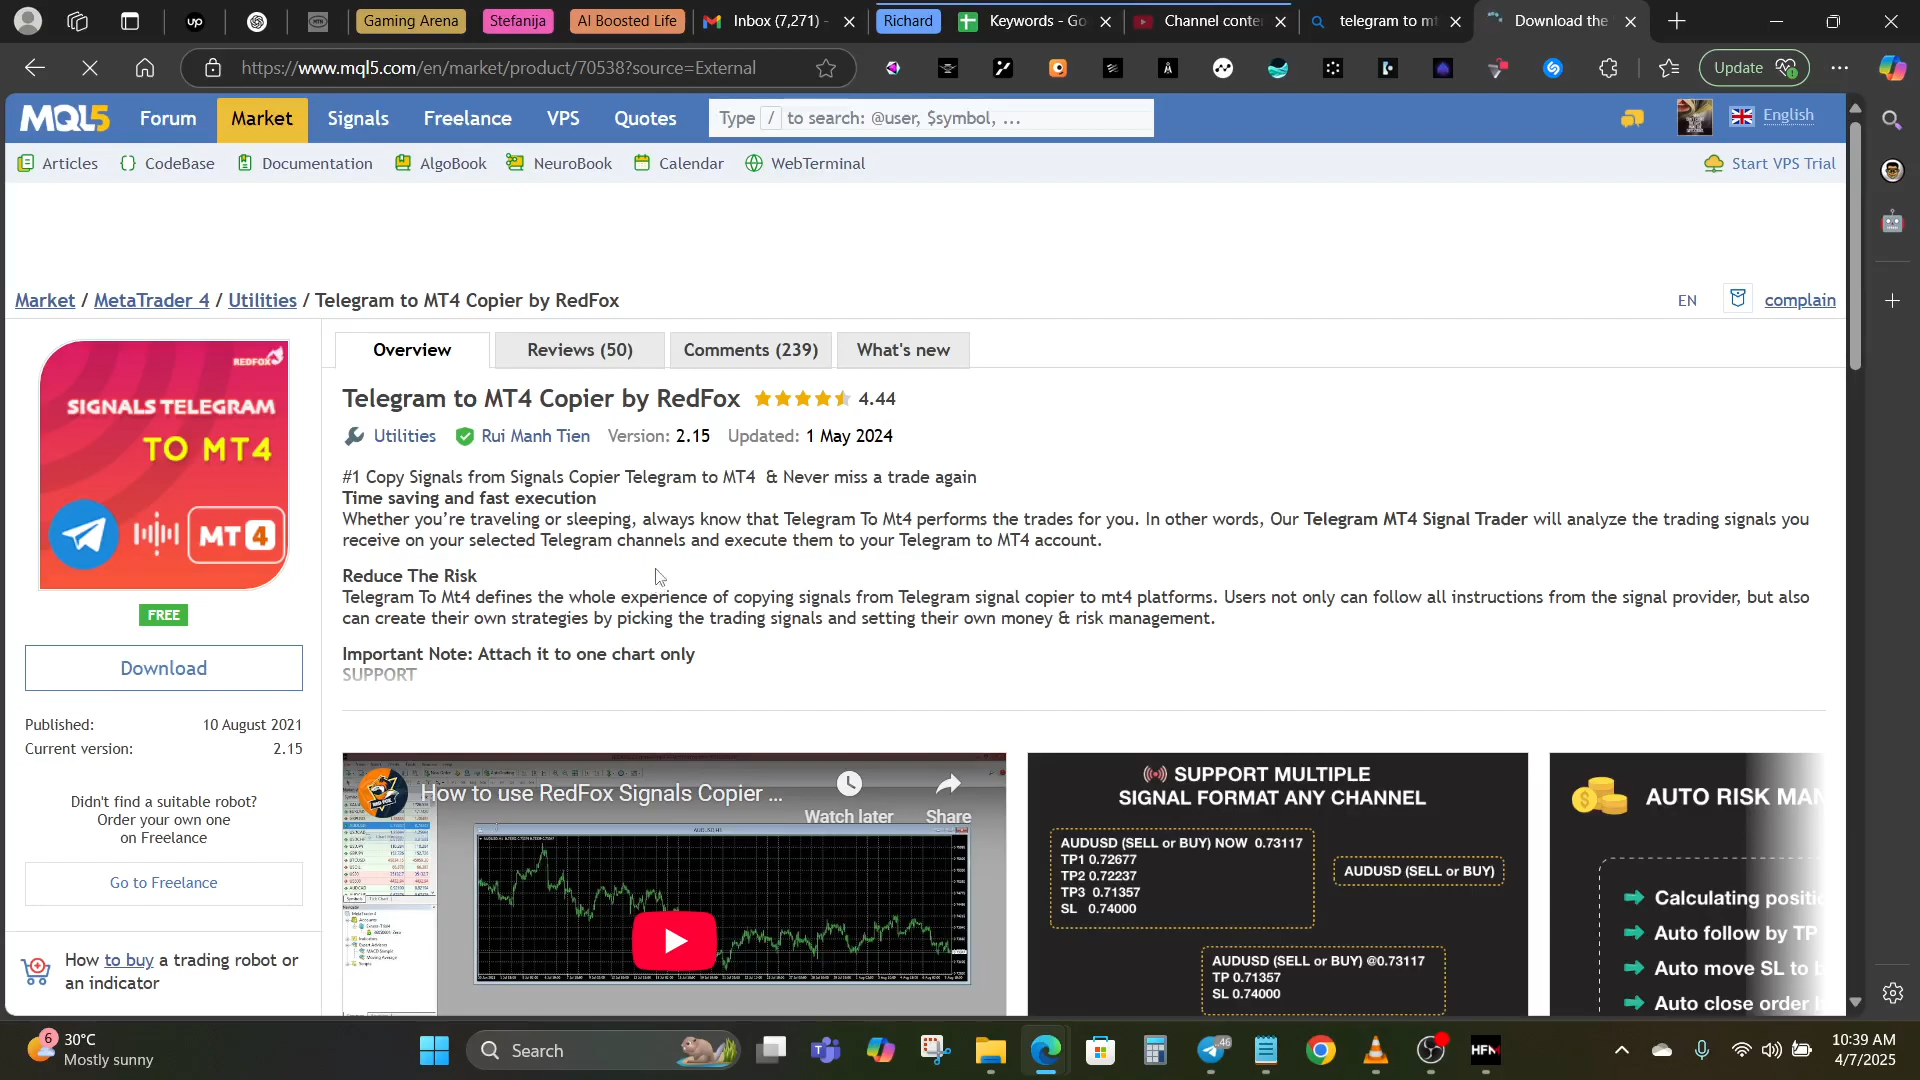 Gaming Arena
Stefanija
AI Boosted Life
Inbox (7,271) -
Richard
Keywords - Go
Channel conte
telegram to m
Download the
https://www.mql5.com/en/market/product/70538?source=External
Update
MQL5
Forum
Market
Signals
Freelance
VPS
Quotes
Type / to search: @user, $symbol, ...
English
Articles
CodeBase
Documentation
AlgoBook
NeuroBook
Calendar
WebTerminal
Start VPS Trial
Market / MetaTrader 4 / Utilities / Telegram to MT4 Copier by RedFox
EN
complain
REDFOX
SIGNALS TELEGRAM
TO MT4
MT4
FREE
Download
Published: 10 August 2021
Current version: 2.15
Didn't find a suitable robot?
Order your own one
on Freelance
Go to Freelance
How to buy a trading robot or
an indicator
Overview
Reviews (50)
Comments (239)
What's new
Telegram to MT4 Copier by RedFox 4.44
Utilities Rui Manh Tien Version: 2.15 Updated: 1 May 2024
#1 Copy Signals from Signals Copier Telegram to MT4 & Never miss a trade again
Time saving and fast execution
Whether you’re traveling or sleeping, always know that Telegram To Mt4 performs the trades for you. In other words, Our Telegram MT4 Signal Trader will analyze the trading signals you
receive on your selected Telegram channels and execute them to your Telegram to MT4 account.
Reduce The Risk
Telegram To Mt4 defines the whole experience of copying signals from Telegram signal copier to mt4 platforms. Users not only can follow all instructions from the signal provider, but also
can create their own strategies by picking the trading signals and setting their own money & risk management.
Important Note: Attach it to one chart only
SUPPORT
How to use RedFox Signals Copier ...
Watch later
Share
SUPPORT MULTIPLE
SIGNAL FORMAT ANY CHANNEL
AUDUSD (SELL or BUY) NOW 0.73117
TP1 0.72677
TP2 0.72237
TP3 0.71357
SL 0.74000
AUDUSD (SELL or BUY)
AUDUSD (SELL or BUY) @0.73117
TP 0.71357
SL 0.74000
AUTO RISK MAN
Calculating positi
Auto follow by TP
Auto move SL to b
Auto close order
6
30°C
Mostly sunny
Search
46
HFM
10:39 AM
4/7/2025